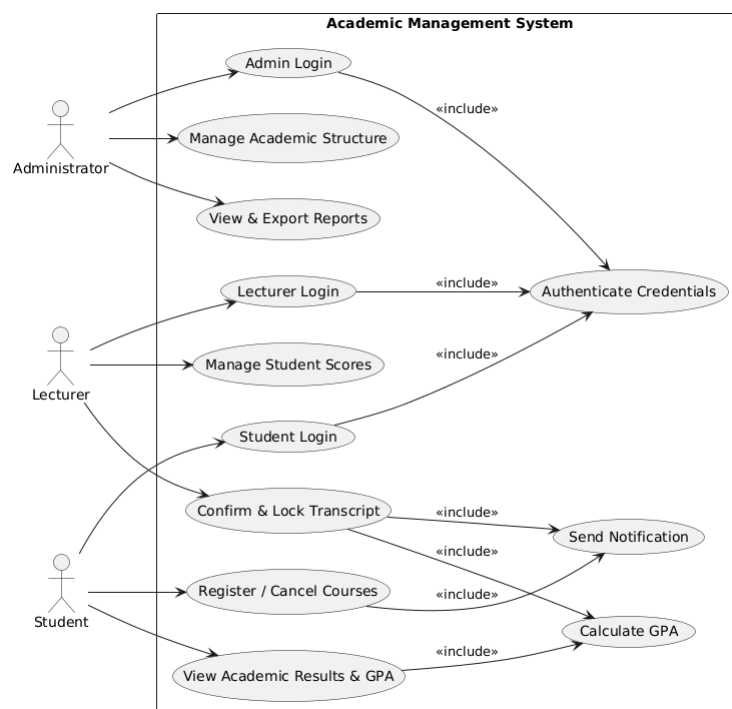 Academic Management System
Admin Login
«include»
Manage Academic Structure
Administrator
View & Export Reports
Lecturer Login
«include»
Authenticate Credentials
«include»
Manage Student Scores
Lecturer
Student Login
Confirm & Lock Transcript
«include»
Send Notification
«include»
Register / Cancel Courses
«include»
Student
Calculate GPA
«include»
View Academic Results & GPA